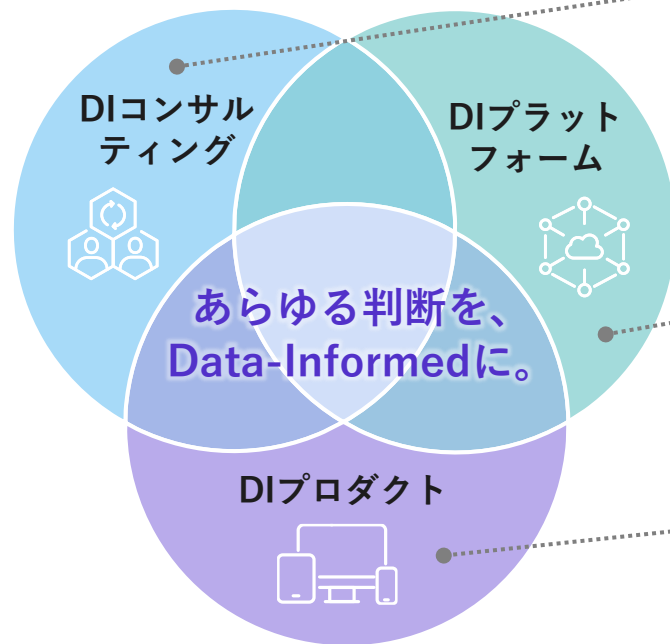 DIコンサル
ティング
DIプラット
フォーム
あらゆる判断を、
Data-Informedに。
DIプロダクト